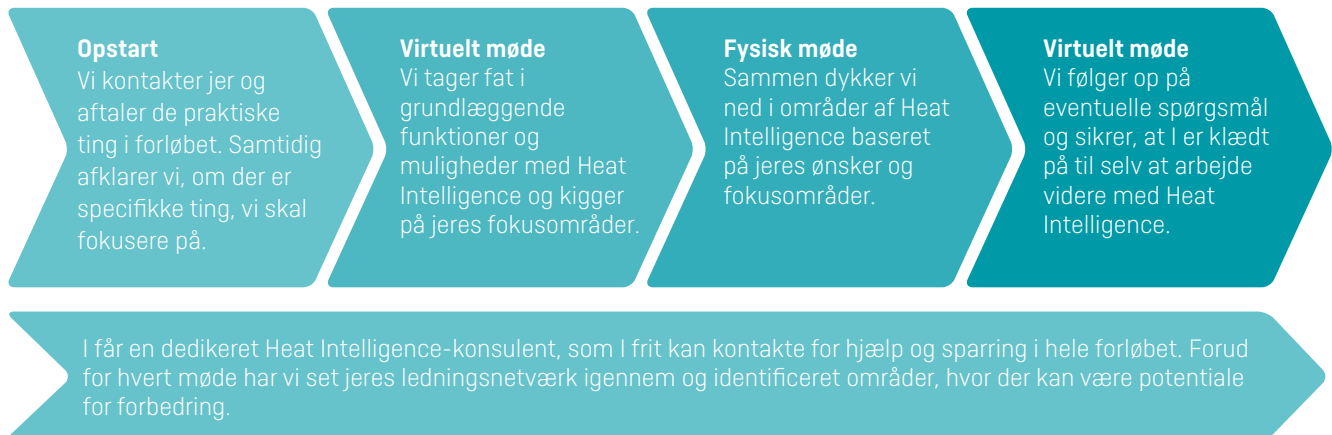 Opstart
Vi kontakter jer og
aftaler de praktiske
ting i forløbet. Samtidig
afklarer vi, om der er
specifikke ting, vi skal
fokusere på.
Virtuelt møde
Vi tager fat i
grundlæggende
funktioner og
muligheder med Heat
Intelligence og kigger
på jeres fokusområder.
Fysisk møde
Sammen dykker vi
ned i områder af Heat
Intelligence baseret
på jeres ønsker og
fokusområder.
Virtuelt møde
Vi følger op på
eventuelle spørgsmål
og sikrer, at I er klædt
på til selv at arbejde
videre med Heat
Intelligence.
I får en dedikeret Heat Intelligence-konsulent, som I frit kan kontakte for hjælp og sparring i hele forløbet. Forud
for hvert møde har vi set jeres ledningsnetværk igennem og identificeret områder, hvor der kan være potentiale
for forbedring.